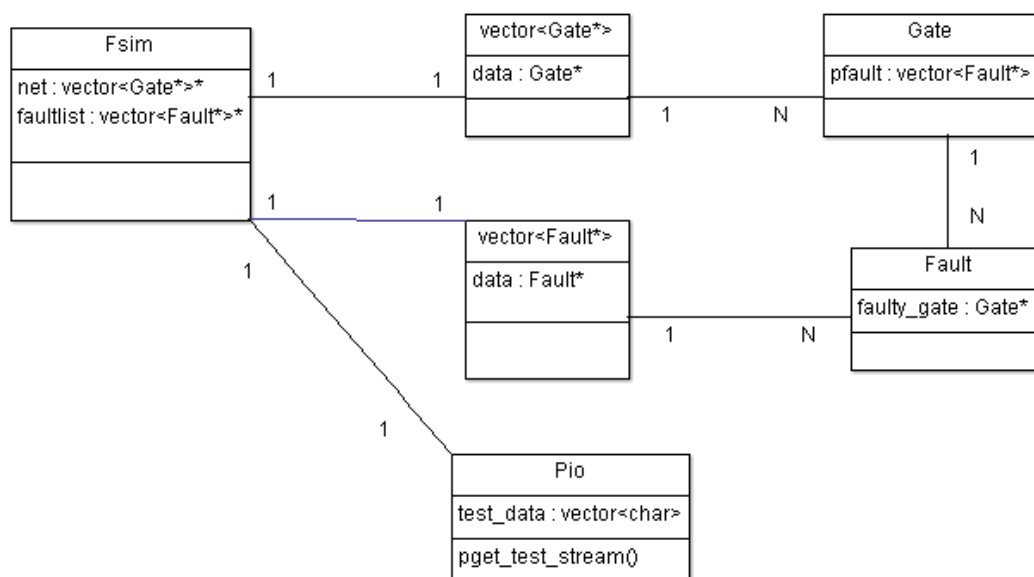 Fsim
net : vector<Gate*>*
faultlist : vector<Fault*>*
1
1
vector<Gate*>
data : Gate*
1
N
Gate
pfault : vector<Fault*>
1
N
1
1
vector<Fault*>
data : Fault*
1
N
Fault
faulty_gate : Gate*
1
1
Pio
test_data : vector<char>
pget_test_stream()